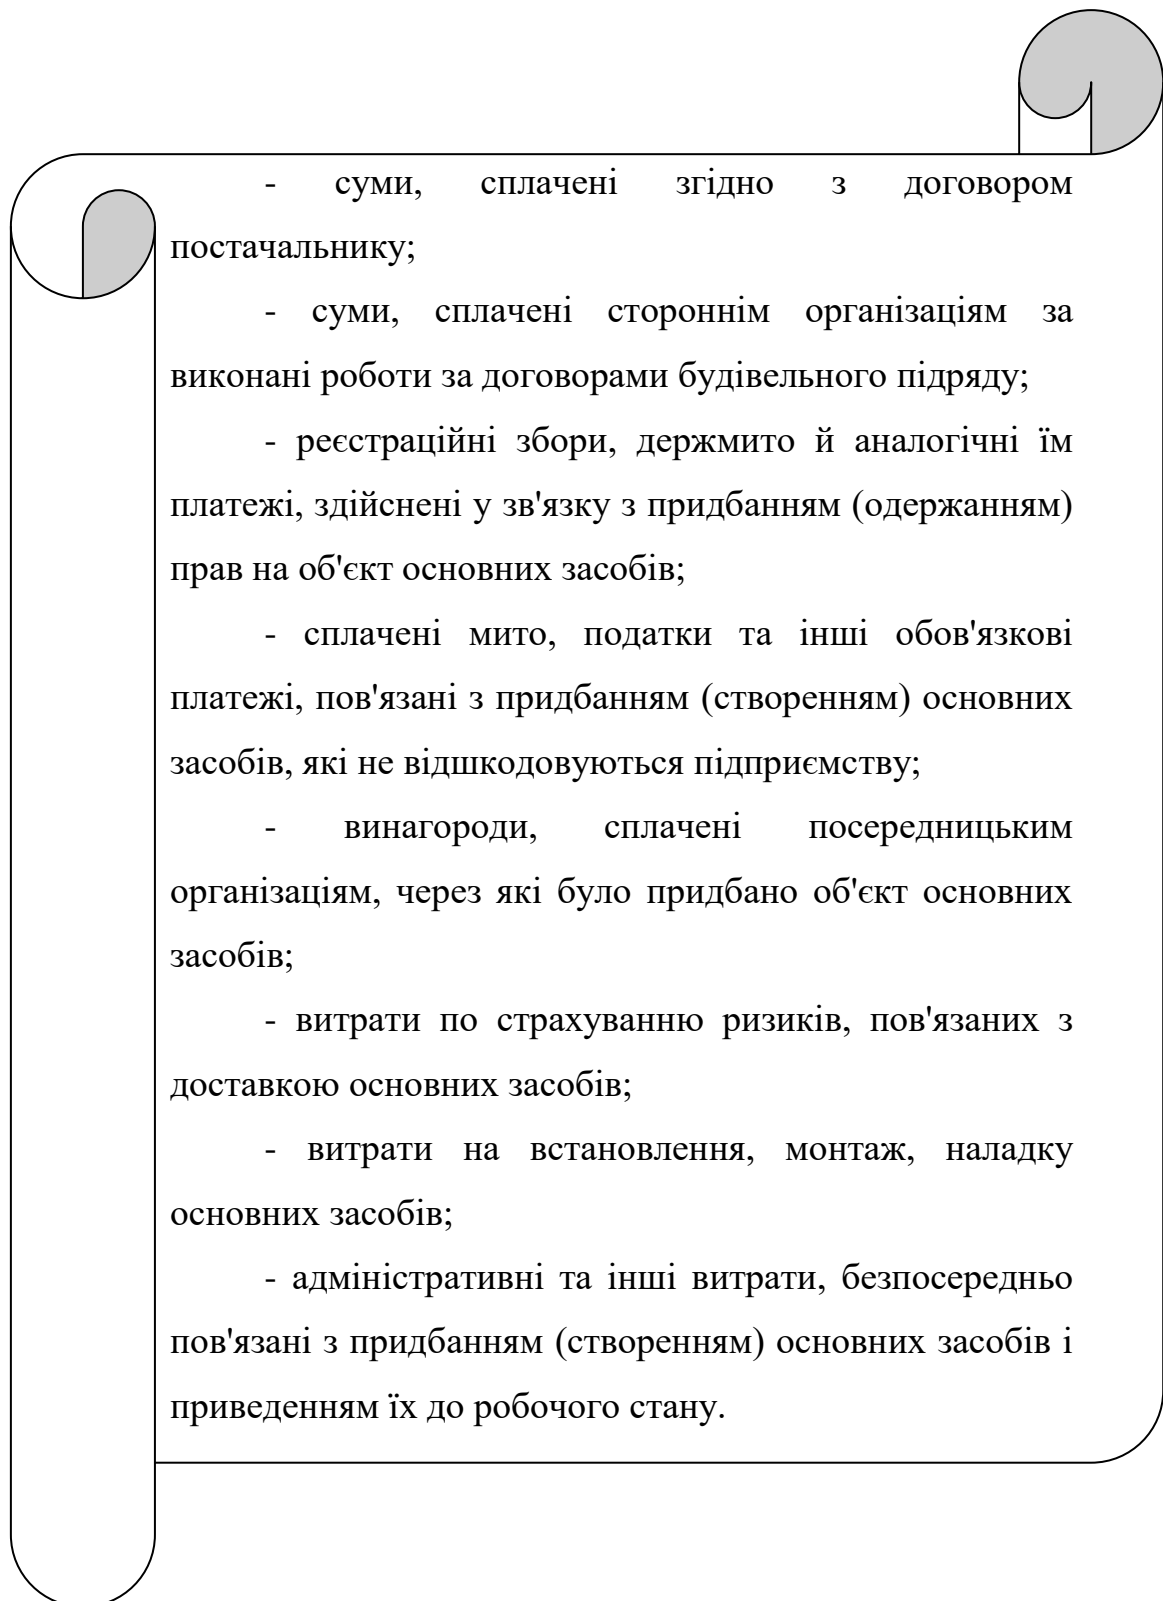 - суми, сплачені згідно з договором
постачальнику;
- суми, сплачені стороннім організаціям за
виконані роботи за договорами будівельного підряду;
- реєстраційні збори, держмито й аналогічні їм
платежі, здійснені у зв'язку з придбанням (одержанням)
прав на об'єкт основних засобів;
- сплачені мито, податки та інші обов'язкові
платежі, пов'язані з придбанням (створенням) основних
засобів, які не відшкодовуються підприємству;
- винагороди, сплачені посередницьким
організаціям, через які було придбано об'єкт основних
засобів;
- витрати по страхуванню ризиків, пов'язаних з
доставкою основних засобів;
- витрати на встановлення, монтаж, наладку
основних засобів;
- адміністративні та інші витрати, безпосередньо
пов'язані з придбанням (створенням) основних засобів і
приведенням їх до робочого стану.